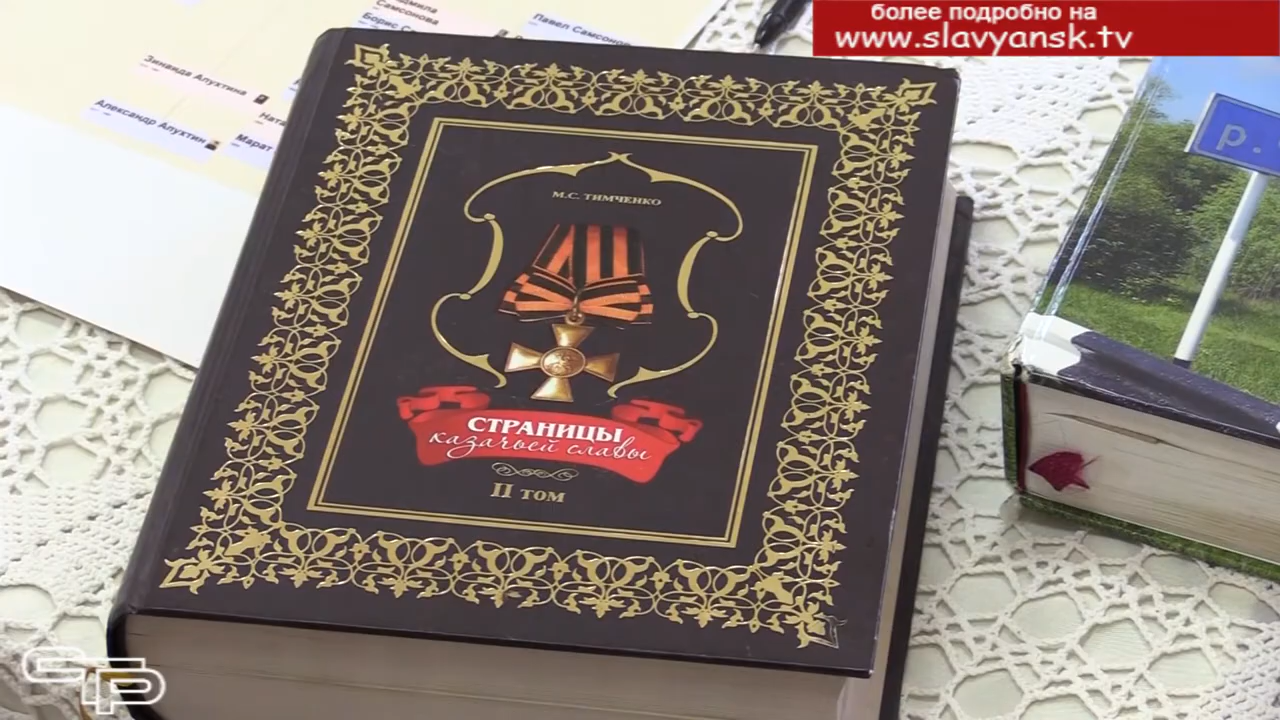 более подробно на
www.slavyansk.tv
Самсонова
Павел Самсонов
Зинаида Апухтина
Александр Апухтин
Марат
р.
М.С. ТИМЧЕНКО
СТРАНИЦЫ
казачьей славы
II том
СТР